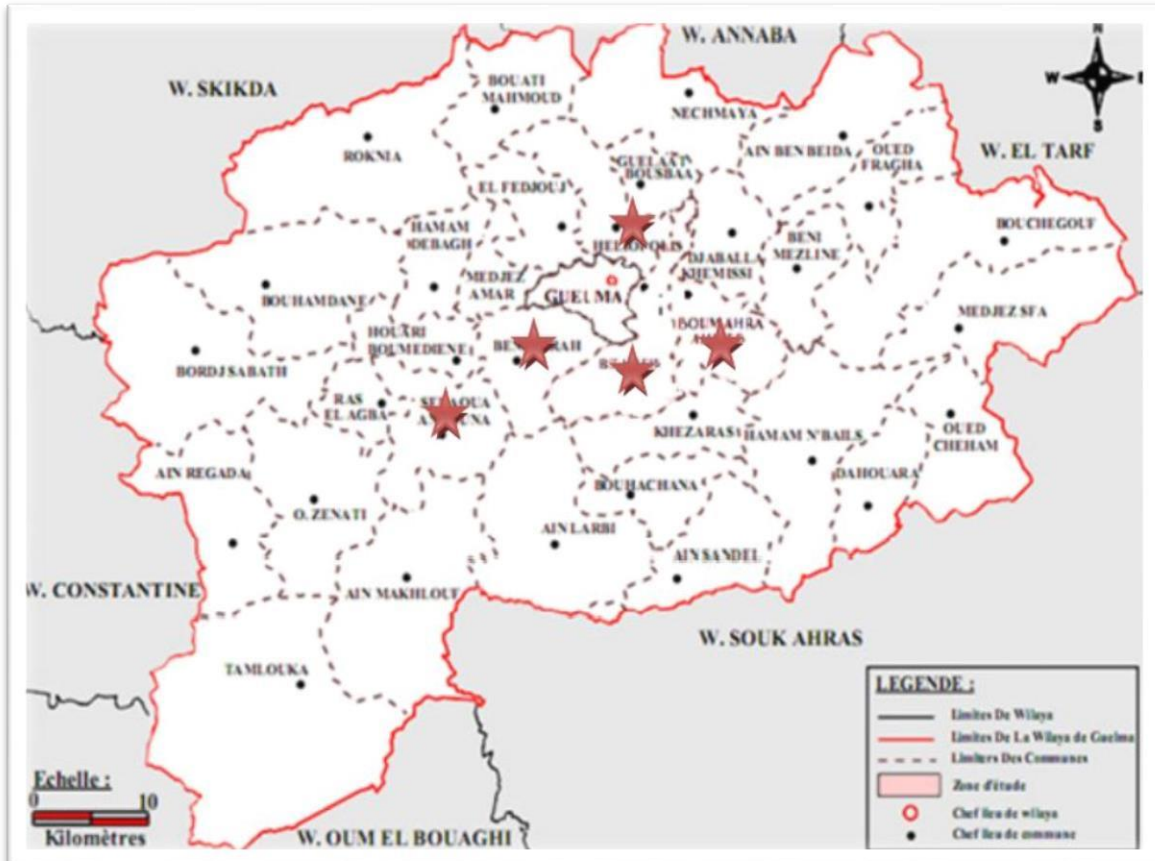 W. ANNABA
N
W
S
W. SKIKDA
BOUATI
MAHMOUD
NECHMAYA
ROKNIA
AIN BEN BEIDA
OUED
FRAGHA
W. EL TARF
GUELAAT
BOUSBAA
EL FEDJOUJ
HAMAM
DEBAGH
BOUCHEGOUF
HELIOPOLIS
BENI
MEZLINE
DJABALLA
KHEMISSI
MEDJEZ
AMAR
BOUHAMDANE
GUELMA
MEDJEZ SFA
HOUARI
BOUMEDIENE
BOUMAHRA
BORDJ SABATH
RAS
EL AGBA
KHEZARAS
HAMAM N'BAILS
OUED
CHEHAM
AIN REGADA
DAHOUARA
BOUHACHANA
O. ZENATI
AIN LARBI
AIN SANDEL
W. CONSTANTINE
AIN MAKHLOUF
W. SOUK AHRAS
TAMLOUKA
LEGENDE :
Limites De Wilaya
Limites De La Wilaya de Guelma
Limiters Des Communes
Zone d'étude
Chef lieu de wilaya
Chef lieu de commune
Echelle :
0 10
Kilomètres
W. OUM EL BOUAGHI